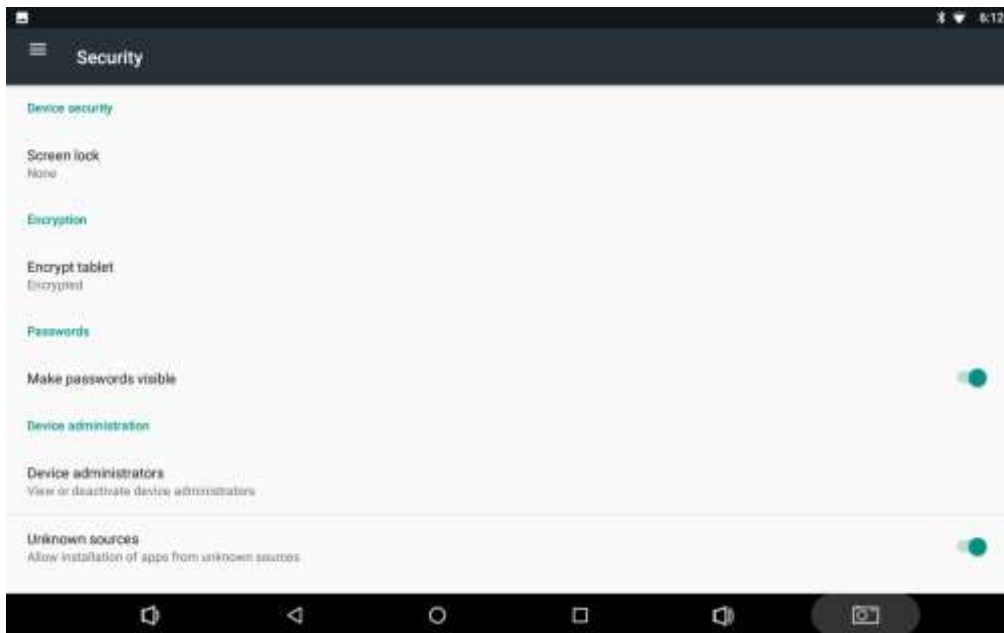 6:12
Security
Device security
Screen lock
None
Encryption
Encrypt tablet
Encrypted
Passwords
Make passwords visible
Device administration
Device administrators
View or deactivate device administrators
Unknown sources
Allow installation of apps from unknown sources